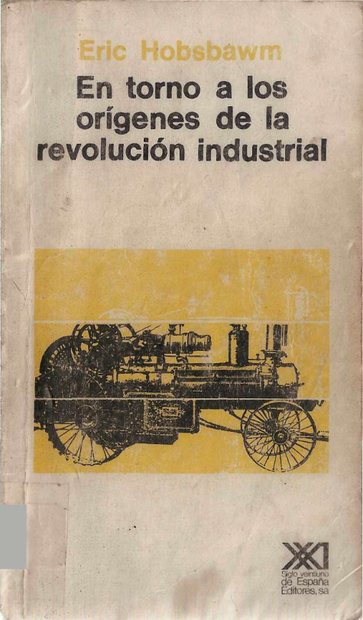 Eric Hobsbawm
En torno a los
orígenes de la
revolución industrial
XXI
Siglo veintiuno
de España
Editores, sa